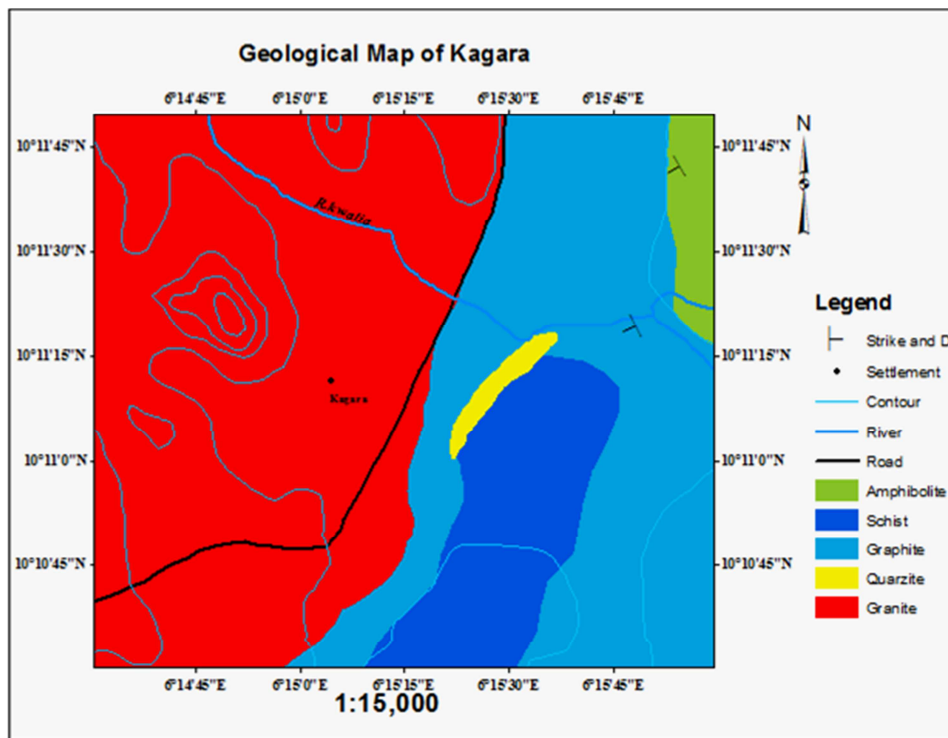 Geological Map of Kagara
6°14'45"E 6°15'0"E 6°15'15"E 6°15'30"E 6°15'45"E
N
10°11'45"N 10°11'45"N
R.kwalla
10°11'30"N 10°11'30"N
Legend
Strike and D
10°11'15"N 10°11'15"N
Settlement
Kagara
Contour
River
10°11'0"N 10°11'0"N
Road
Amphibolite
Schist
Graphite
10°10'45"N 10°10'45"N
Quarzite
Granite
6°14'45"E 6°15'0"E 6°15'15"E 6°15'30"E 6°15'45"E
1:15,000